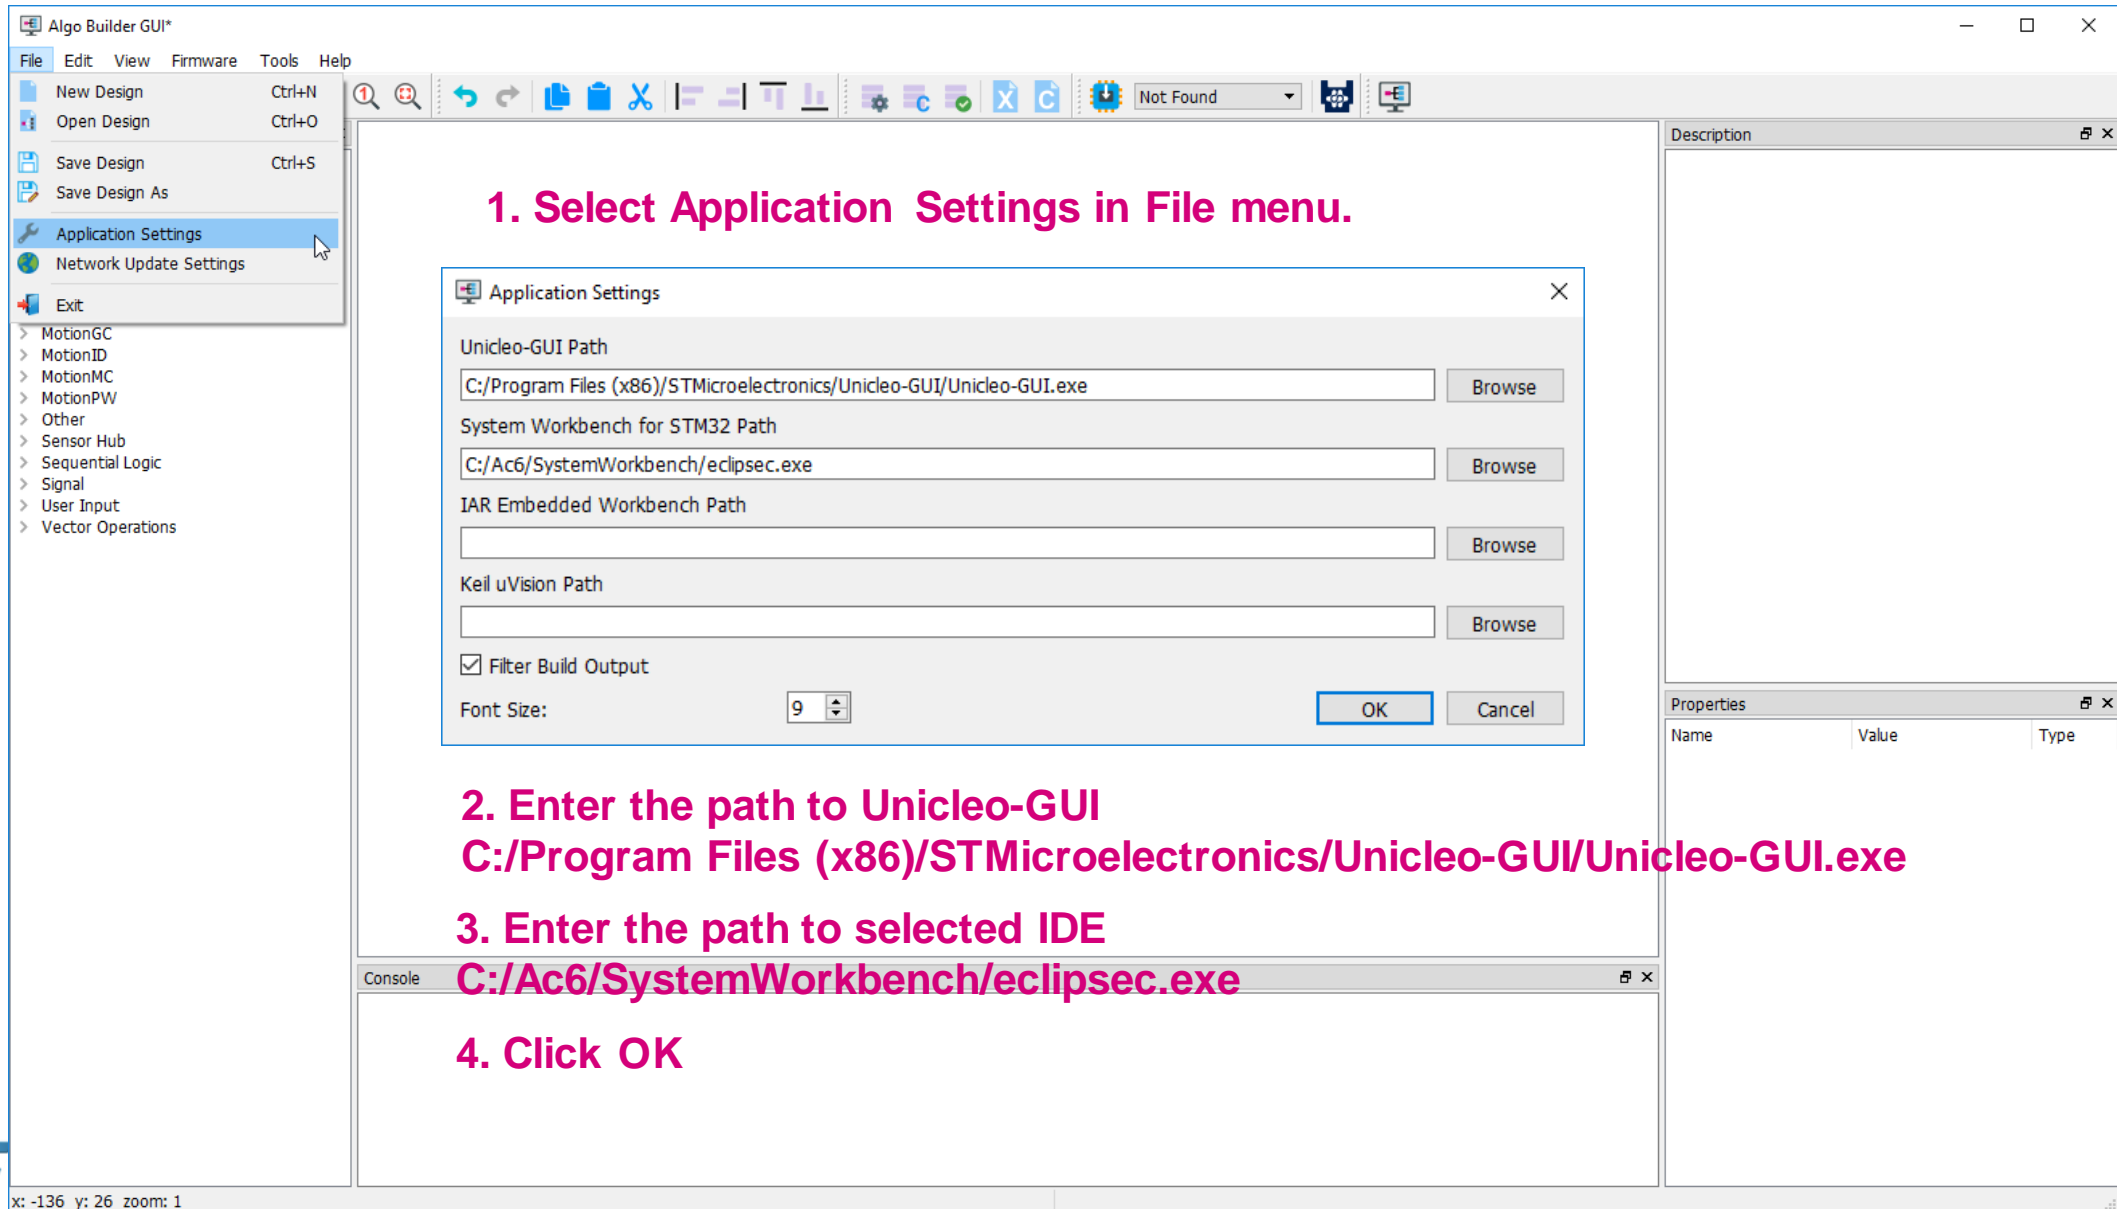 Algo Builder GUI*
File Edit View Firmware Tools Help
New Design Ctrl+N
Open Design Ctrl+O
Save Design Ctrl+S
Save Design As
Application Settings
Network Update Settings
Exit
Not Found
MotionGC
MotionID
MotionMC
MotionPW
Other
Sensor Hub
Sequential Logic
Signal
User Input
Vector Operations
1. Select Application Settings in File menu.
Application Settings
Unicleo-GUI Path
C:/Program Files (x86)/STMicroelectronics/Unicleo-GUI/Unicleo-GUI.exe Browse
System Workbench for STM32 Path
C:/Ac6/SystemWorkbench/eclipsec.exe Browse
IAR Embedded Workbench Path
Browse
Keil uVision Path
Browse
Filter Build Output
Font Size: 9 OK Cancel
2. Enter the path to Unicleo-GUI
C:/Program Files (x86)/STMicroelectronics/Unicleo-GUI/Unicleo-GUI.exe
3. Enter the path to selected IDE
C:/Ac6/SystemWorkbench/eclipsec.exe
4. Click OK
Console
Description
Properties
Name Value Type
x: -136 y: 26 zoom: 1